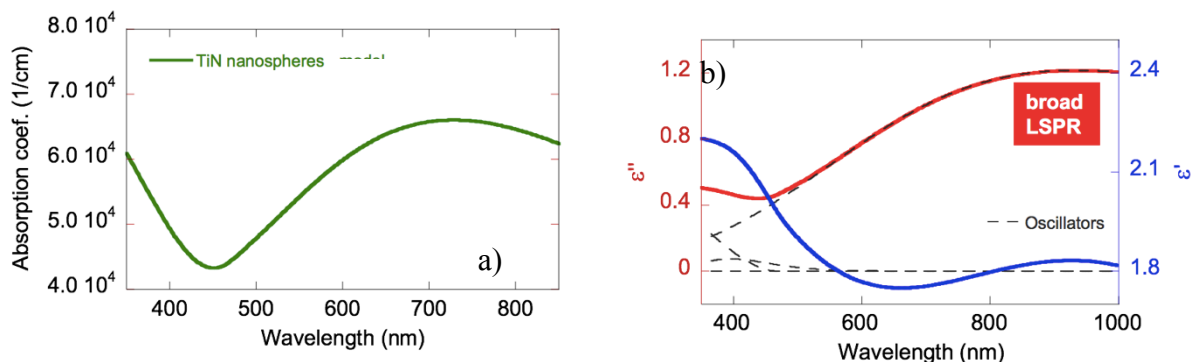 8.0 10⁴
7.0 10⁴
6.0 10⁴
5.0 10⁴
4.0 10⁴
Absorption coef. (1/cm)
TiN nanospheres
a)
400 500 600 700 800
Wavelength (nm)
b)
1.2
0.8
0.4
0
ε''
broad
LSPR
Oscillators
2.4
2.1
1.8
ε'
400 600 800 1000
Wavelength (nm)